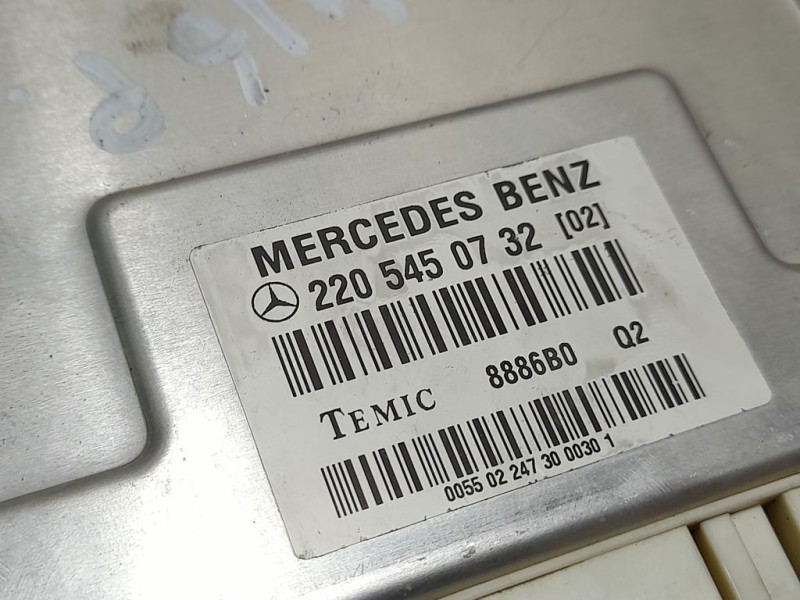 MERCEDES BENZ
220 545 07 32 [02]
TEMIC 8886B0 Q2
0055 02 247 30 0030 1